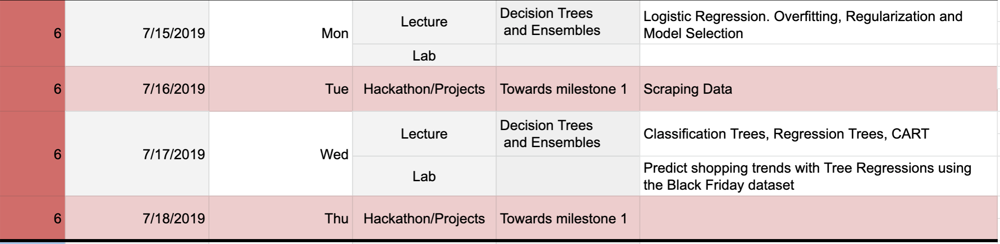 6 7/15/2019 Mon Lecture Decision Trees
and Ensembles Logistic Regression. Overfitting, Regularization and
Model Selection
Lab
6 7/16/2019 Tue Hackathon/Projects Towards milestone 1 Scraping Data
6 7/17/2019 Wed Lecture Decision Trees
and Ensembles Classification Trees, Regression Trees, CART
Lab Predict shopping trends with Tree Regressions using
the Black Friday dataset
6 7/18/2019 Thu Hackathon/Projects Towards milestone 1